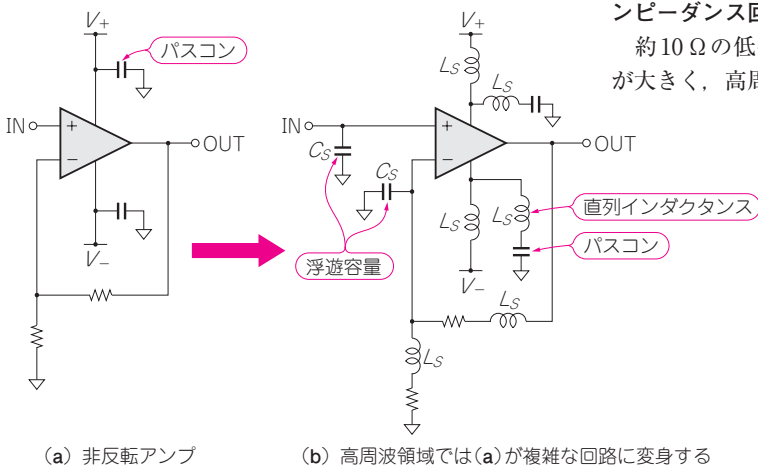 ンピーダンス回
約10Ωの低
が大きく，高周
V+
パスコン
IN
+
−
OUT
V−
(a) 非反転アンプ
V+
LS
LS
IN
CS
CS
+
−
OUT
LS
LS
直列インダクタンス
パスコン
浮遊容量
V−
LS
LS
(b) 高周波領域では(a)が複雑な回路に変身する